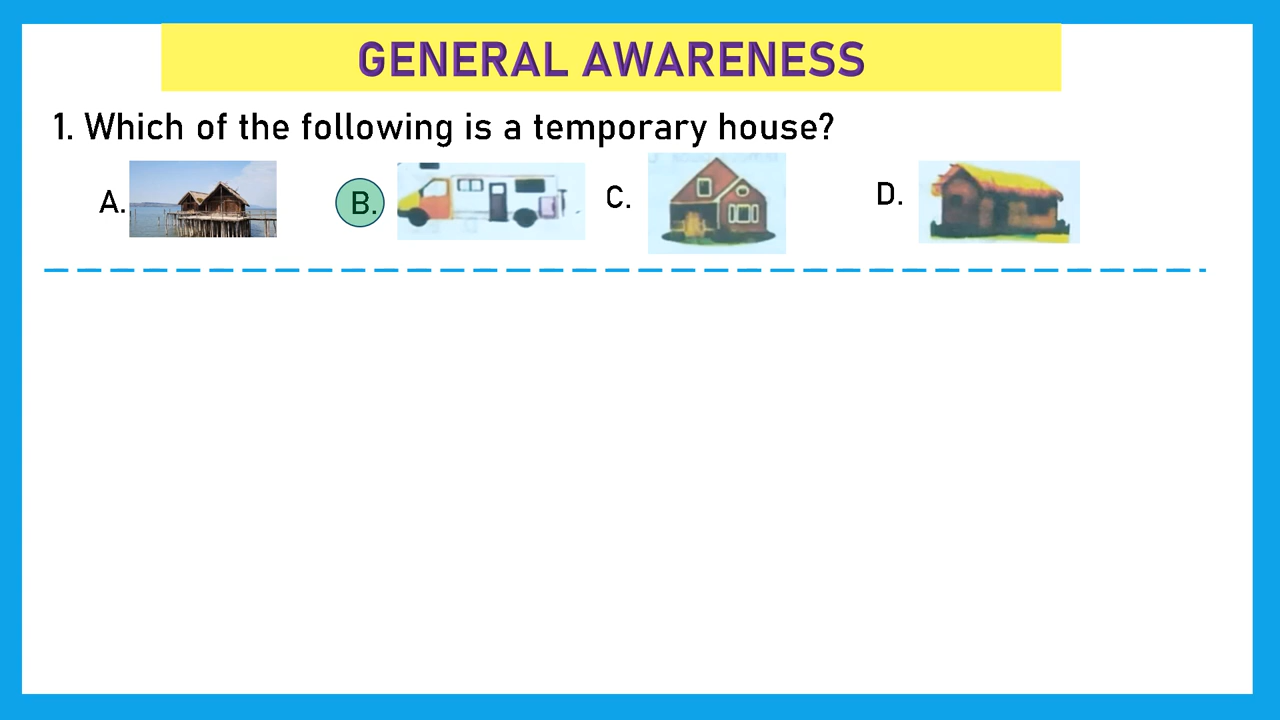 GENERAL AWARENESS
1. Which of the following is a temporary house?
A. B. C. D.